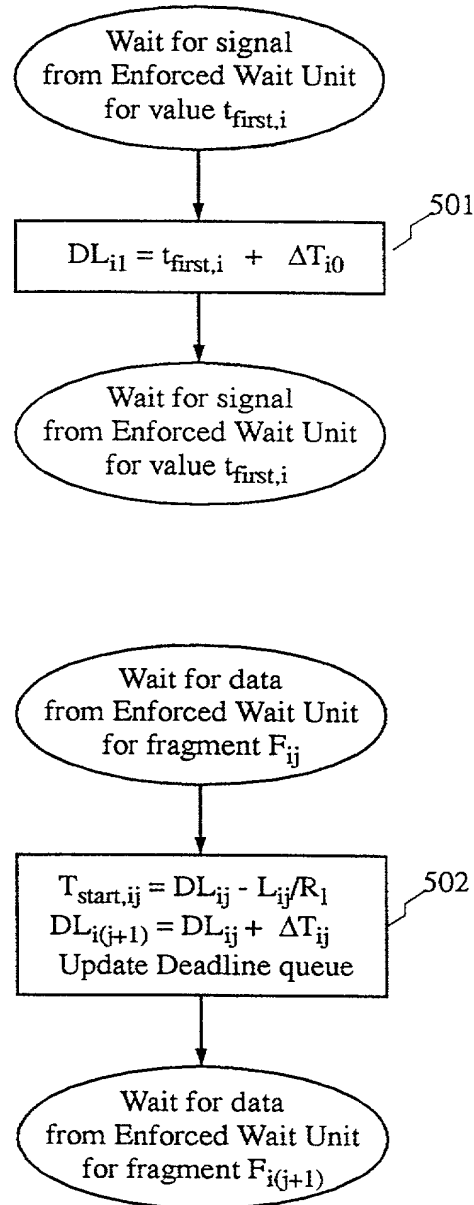 Wait for signal
from Enforced Wait Unit
for value t_first,i
501
DL_i1 = t_first,i + ΔT_i0
Wait for signal
from Enforced Wait Unit
for value t_first,i
Wait for data
from Enforced Wait Unit
for fragment F_ij
502
T_start,ij = DL_ij - L_ij/R_l
DL_i(j+1) = DL_ij + ΔT_ij
Update Deadline queue
Wait for data
from Enforced Wait Unit
for fragment F_i(j+1)